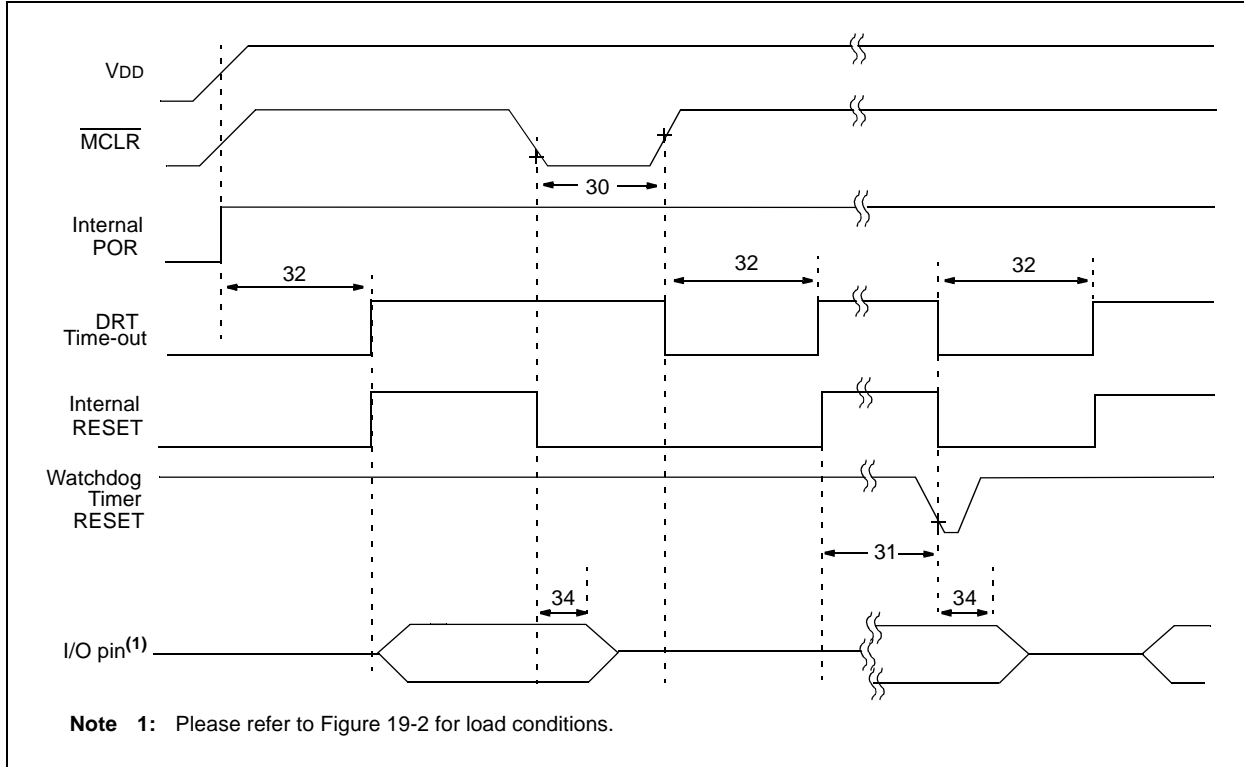 VDD
MCLR
30
Internal
POR
32
32
32
DRT
Time-out
Internal
RESET
Watchdog
Timer
RESET
31
34
34
I/O pin(1)
Note 1: Please refer to Figure 19-2 for load conditions.